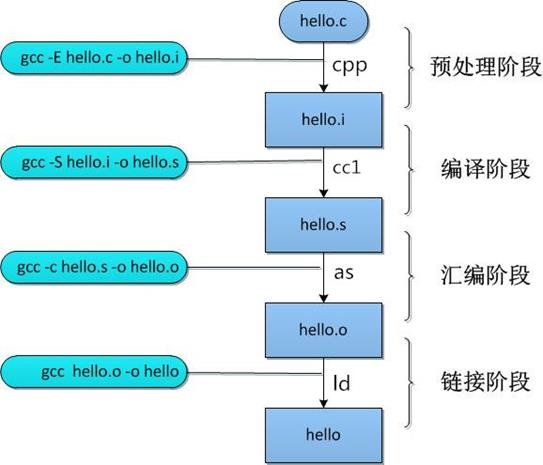 hello.c
gcc -E hello.c -o hello.i
cpp
预处理阶段
hello.i
gcc -S hello.i -o hello.s
cc1
编译阶段
hello.s
gcc -c hello.s -o hello.o
as
汇编阶段
hello.o
gcc hello.o -o hello
ld
链接阶段
hello